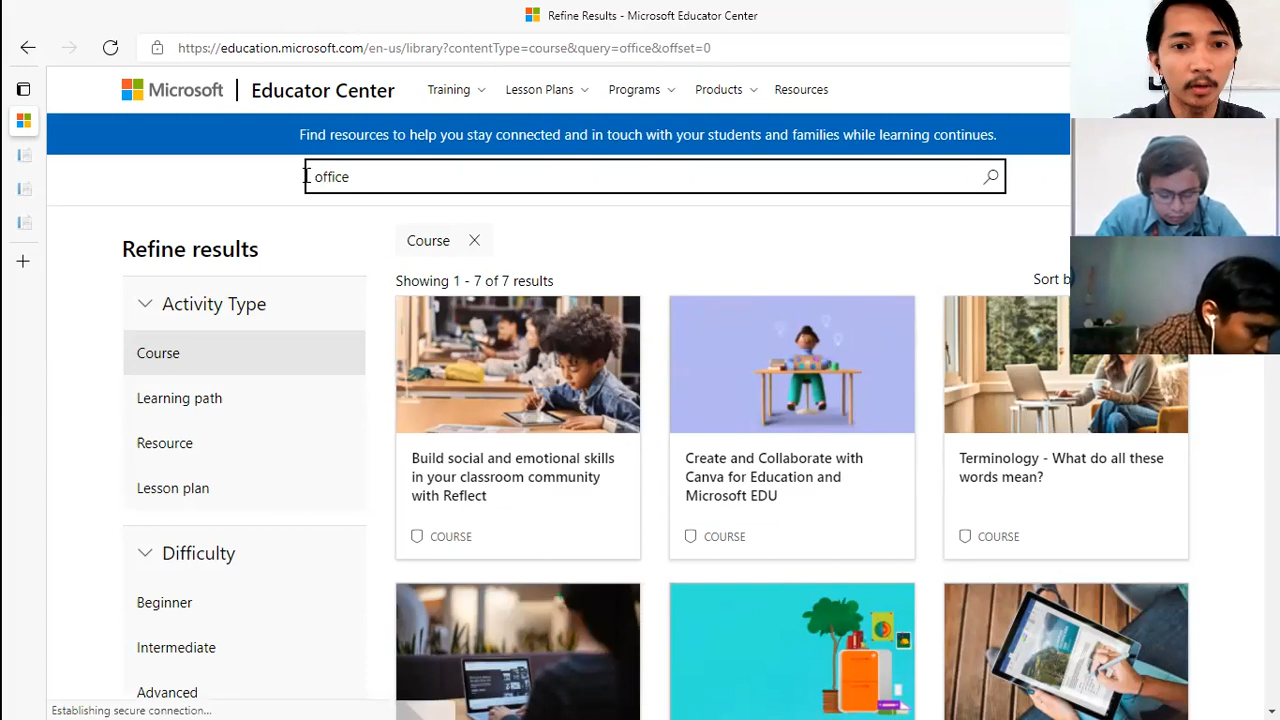 Refine Results - Microsoft Educator Center
https://education.microsoft.com/en-us/library?contentType=course&query=office&offset=0
Microsoft | Educator Center Training Lesson Plans Programs Products Resources
Find resources to help you stay connected and in touch with your students and families while learning continues.
office
Refine results
Activity Type
Course
Learning path
Resource
Lesson plan
Difficulty
Beginner
Intermediate
Advanced
Course
Showing 1 - 7 of 7 results
Sort b
Build social and emotional skills
in your classroom community
with Reflect
COURSE
Create and Collaborate with
Canva for Education and
Microsoft EDU
COURSE
Terminology - What do all these
words mean?
COURSE
Establishing secure connection...